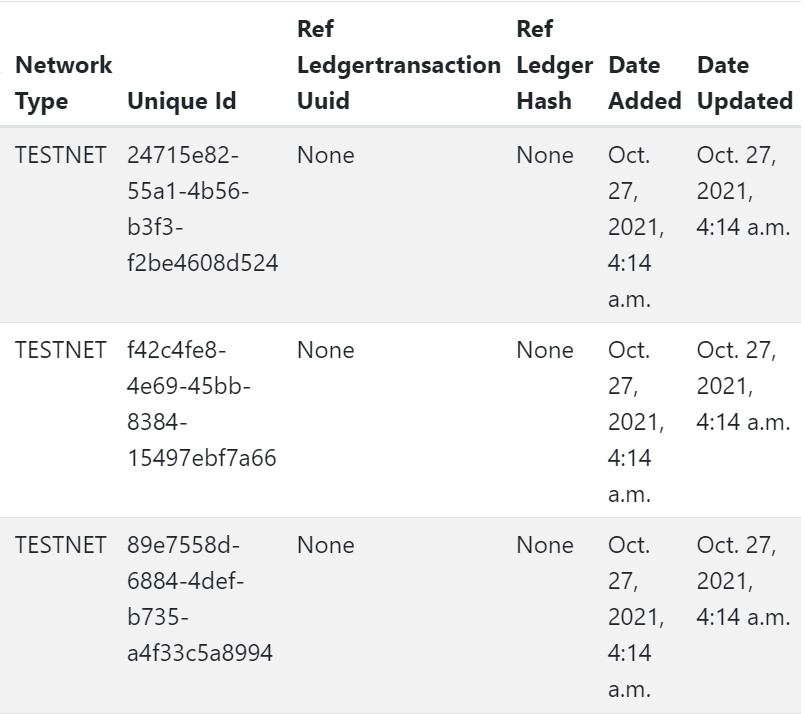 Network Type
Unique Id
Ref Ledgertransaction Uuid
Ref Ledger Hash
Date Added
Date Updated
TESTNET
24715e82-
55a1-4b56-
b3f3-
f2be4608d524
None
None
Oct.
27,
2021,
4:14
a.m.
Oct. 27,
2021,
4:14 a.m.
TESTNET
f42c4fe8-
4e69-45bb-
8384-
15497ebf7a66
None
None
Oct.
27,
2021,
4:14
a.m.
Oct. 27,
2021,
4:14 a.m.
TESTNET
89e7558d-
6884-4def-
b735-
a4f33c5a8994
None
None
Oct.
27,
2021,
4:14
a.m.
Oct. 27,
2021,
4:14 a.m.